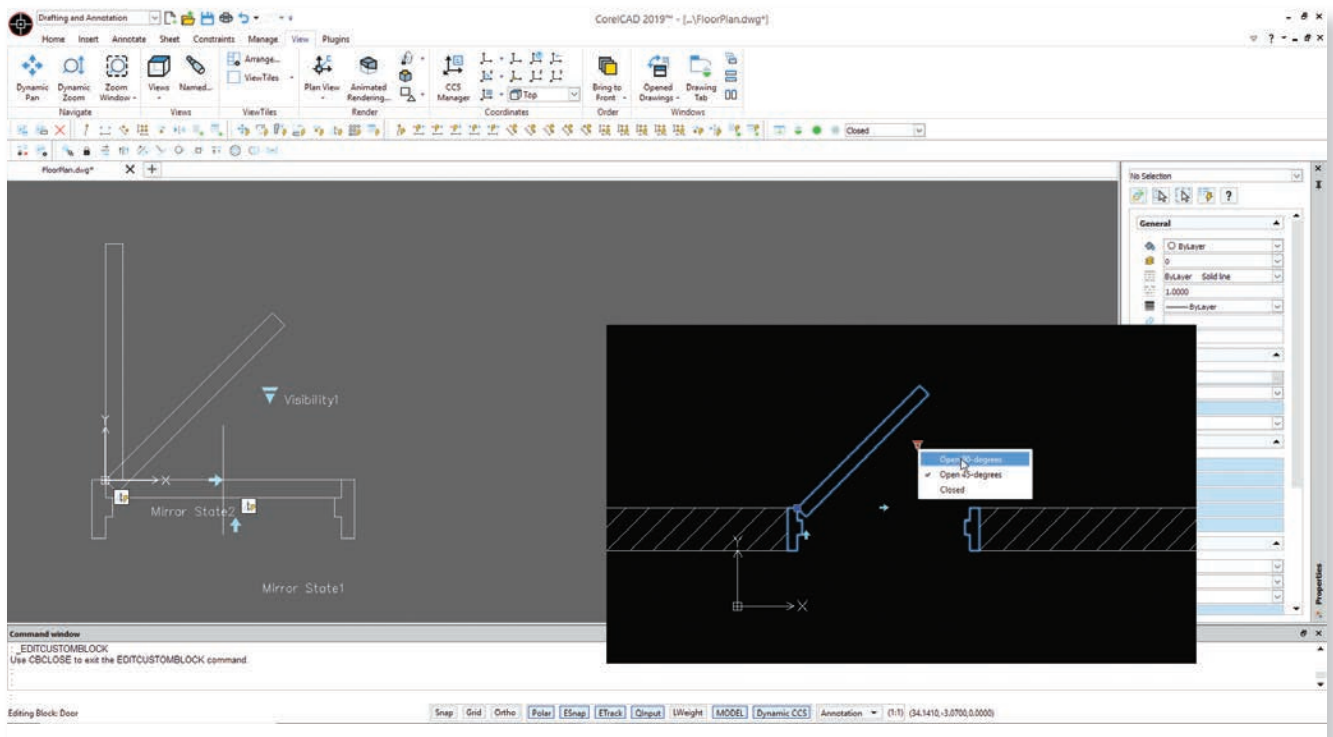 Drafting and Annotation
CorelCAD 2019™ - [..\FloorPlan.dwg*]
Home Insert Annotate Sheet Constraints Manage View Plugins
Dynamic Pan
Dynamic Zoom
Zoom Window
Views
Named...
Arrange...
ViewTiles
Plan View
Animated Rendering...
CCS Manager
Top
Bring to Front
Opened Drawings
Drawing Tab
Navigate Views ViewTiles Render Coordinates Order Windows
Closed
FloorPlan.dwg*
No Selection
General
ByLayer
0
ByLayer Solid line
1.0000
ByLayer
Visibility1
Y
X
Mirror State2
Mirror State1
Open 90-degrees
Open 45-degrees
Closed
Y
X
Properties
Command window
: _EDITCUSTOMBLOCK
Use CBCLOSE to exit the EDITCUSTOMBLOCK command.
Editing Block: Door
Snap Grid Ortho Polar ESnap ETrack QInput LWeight MODEL Dynamic CCS Annotation (1:1) (34.1410,-3.0700,0.0000)